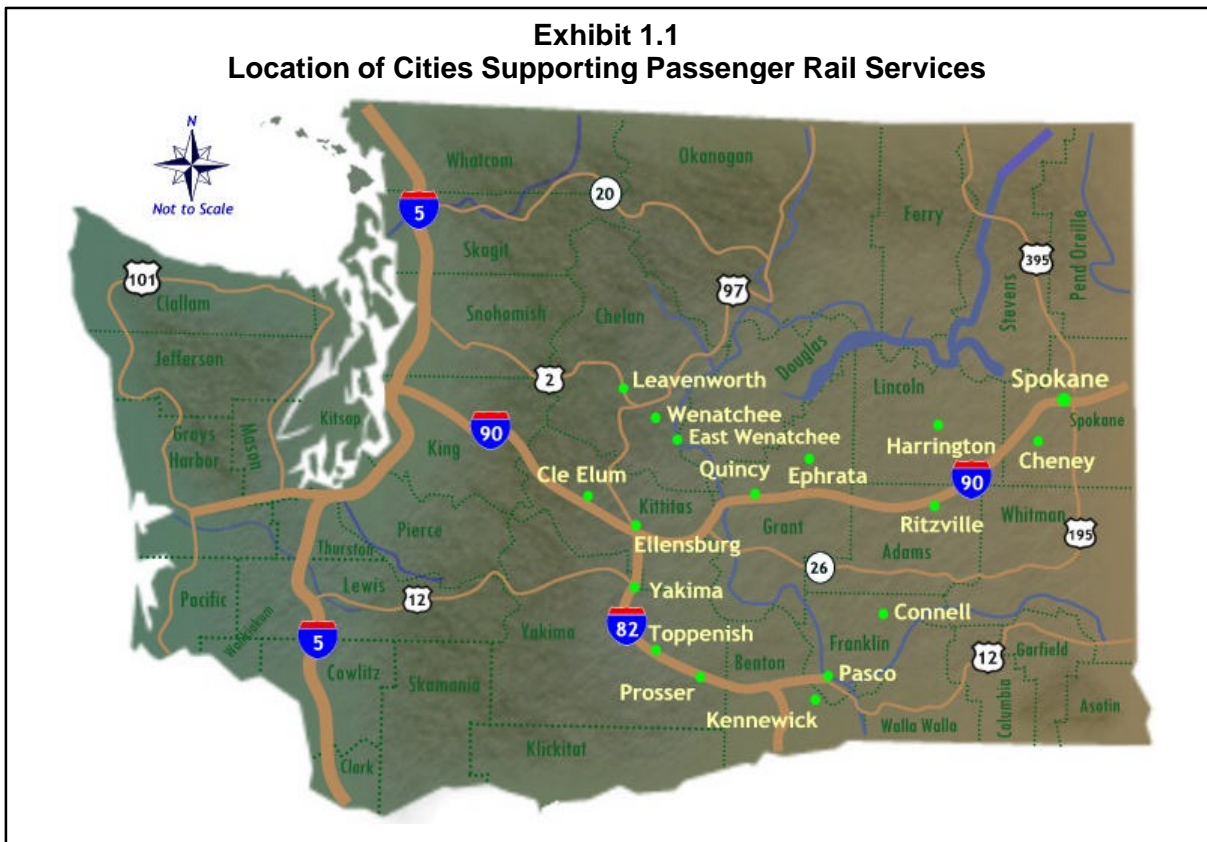 Exhibit 1.1
Location of Cities Supporting Passenger Rail Services
N
Not to Scale
Whatcom
Okanogan
20
5
Ferry
Pend Oreille
Skagit
Stevens
395
101
Clallam
97
Snohomish
Chelan
Jefferson
Douglas
2
Leavenworth
Lincoln
Spokane
Kitsap
Wenatchee
Spokane
Grays
Harbor
Mason
90
King
East Wenatchee
Harrington
Cheney
Quincy
Ephrata
90
Cle Elum
Kittitas
Ritzville
Whitman
Pierce
Grant
195
Ellensburg
Adams
Thurston
26
Lewis
Yakima
12
Pacific
Connell
Wahkiakum
5
82
Yakima
Toppenish
Franklin
12
Garfield
Cowlitz
Benton
Pasco
Skamania
Prosser
Columbia
Asotin
Kennewick
Walla Walla
Klickitat
Clark